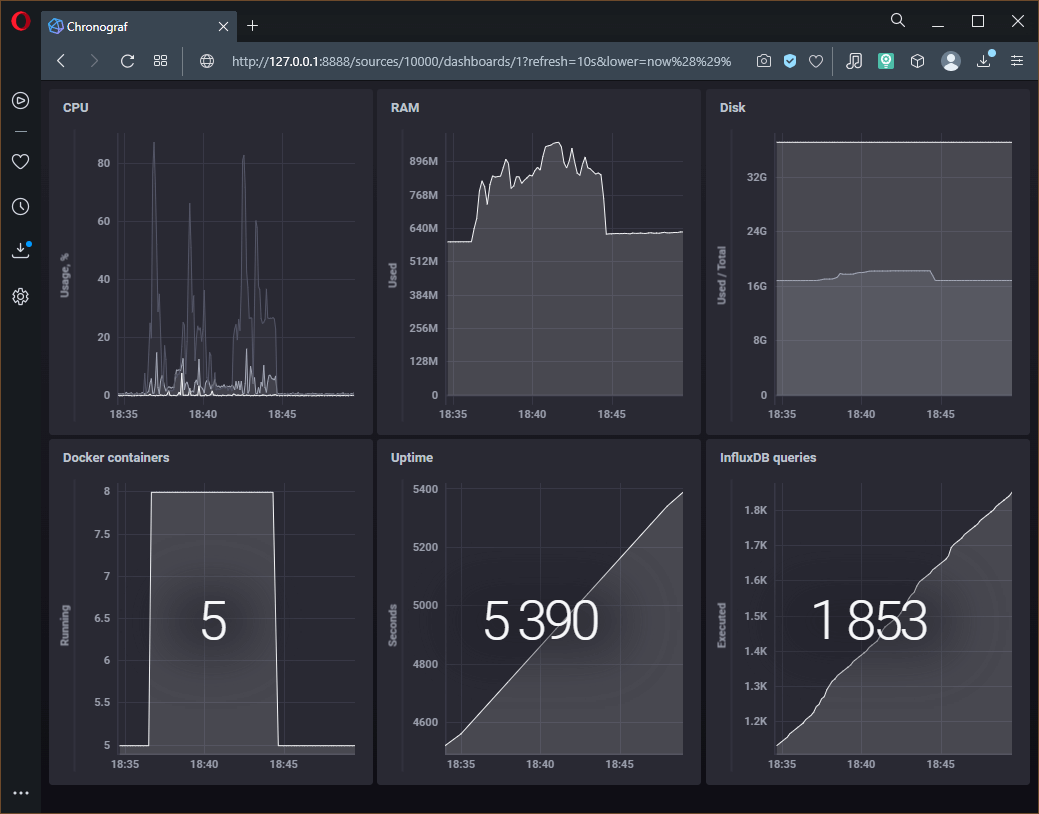 Chronograf
http://127.0.0.1:8888/sources/10000/dashboards/1?refresh=10s&lower=now%28%29%
CPU
Usage, %
80
60
40
20
0
18:35 18:40 18:45
RAM
Used
896M
768M
640M
512M
384M
256M
128M
0
18:35 18:40 18:45
Disk
Used / Total
32G
24G
16G
8G
0
18:35 18:40 18:45
Docker containers
Running
8
7.5
7
6.5
6
5.5
5
5
18:35 18:40 18:45
Uptime
Seconds
5400
5200
5000
4800
4600
5 390
18:35 18:40 18:45
InfluxDB queries
Executed
1.8K
1.7K
1.6K
1.5K
1.4K
1.3K
1.2K
1 853
18:35 18:40 18:45